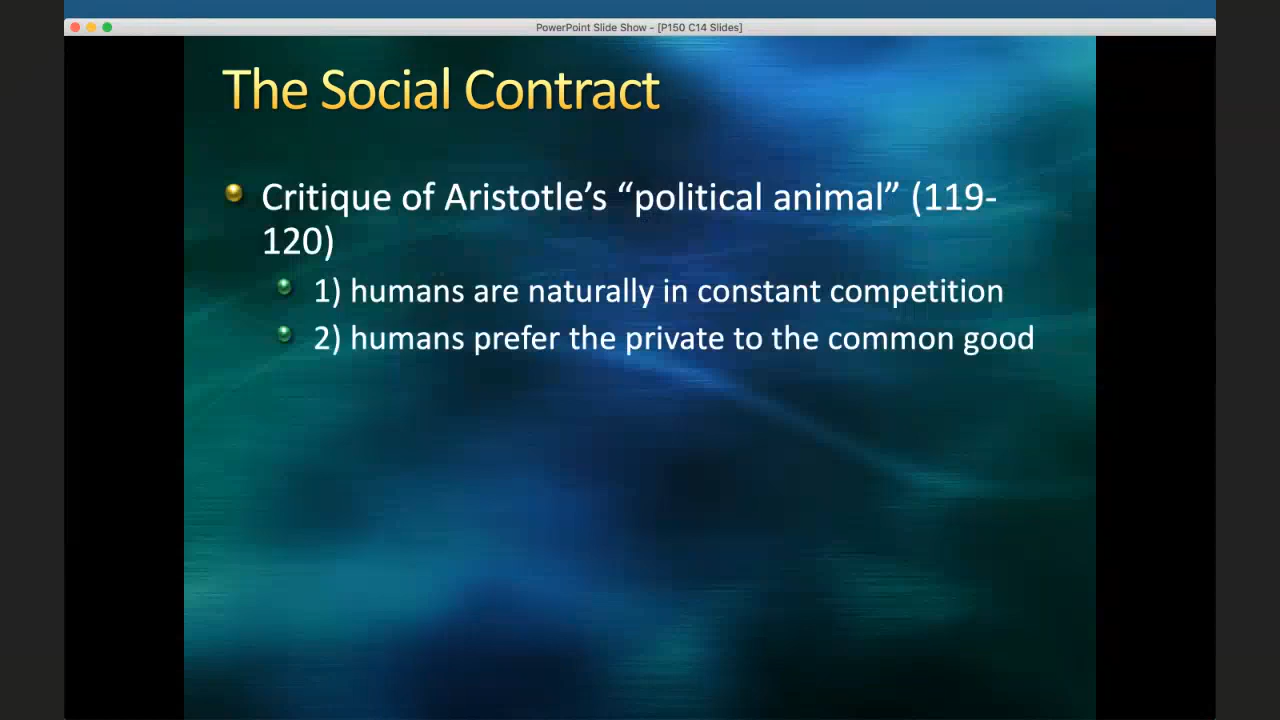 PowerPoint Slide Show - [P150 C14 Slides]
The Social Contract
Critique of Aristotle’s “political animal” (119-
120)
1) humans are naturally in constant competition
2) humans prefer the private to the common good